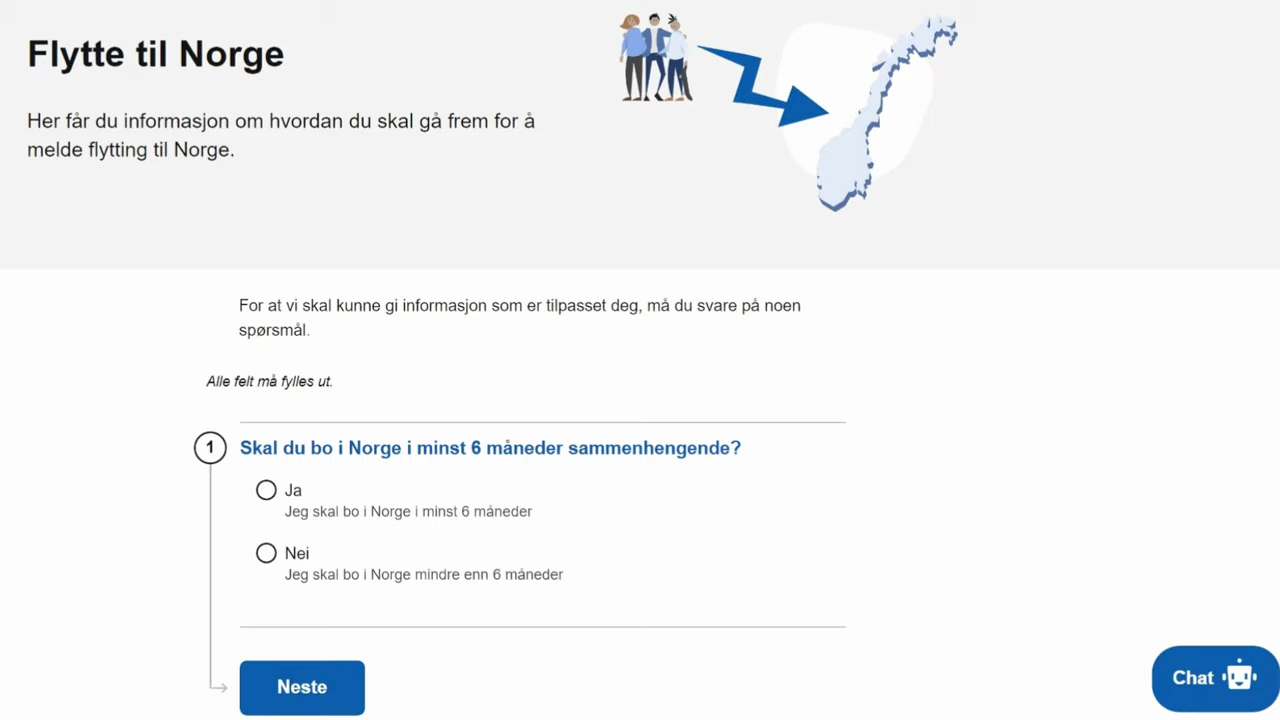 Flytte til Norge
Her får du informasjon om hvordan du skal gå frem for å
melde flytting til Norge.
For at vi skal kunne gi informasjon som er tilpasset deg, må du svare på noen
spørsmål.
Alle felt må fylles ut.
1
Skal du bo i Norge i minst 6 måneder sammenhengende?
Ja
Jeg skal bo i Norge i minst 6 måneder
Nei
Jeg skal bo i Norge mindre enn 6 måneder
Neste
Chat